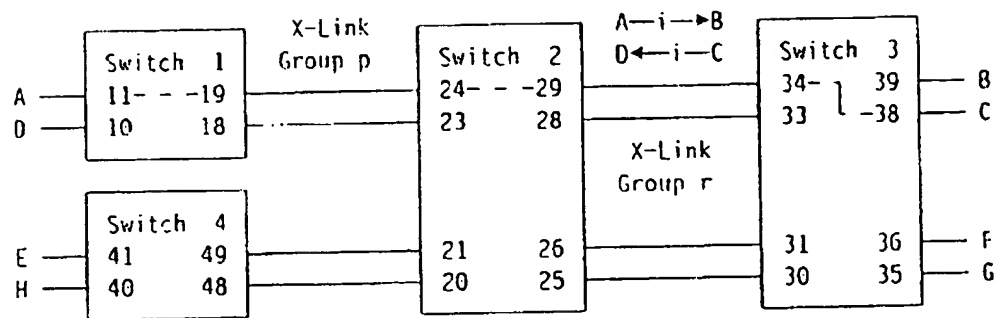 X-Link
Group p
A—i—►B
D◄—i—C
Switch 1
11- - -19
10 18
A
D
Switch 2
24- - -29
23 28
21 26
20 25
X-Link
Group r
Switch 3
34- 39
33 -38
31 36
30 35
B
C
F
G
Switch 4
41 49
40 48
E
H